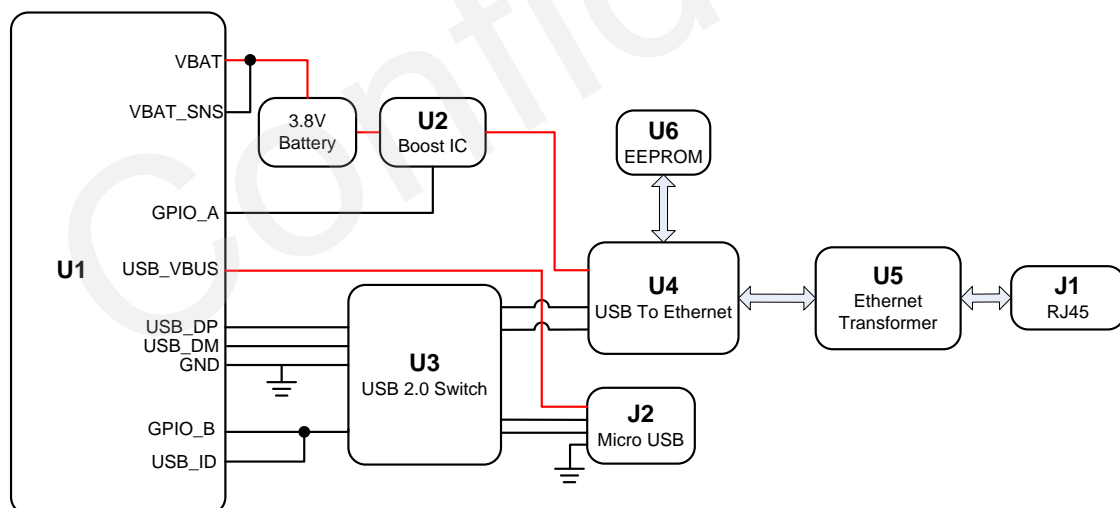 Confid
VBAT
VBAT_SNS
GPIO_A
U1
USB_VBUS
USB_DP
USB_DM
GND
GPIO_B
USB_ID
3.8V
Battery
U2
Boost IC
U3
USB 2.0 Switch
U6
EEPROM
U4
USB To Ethernet
U5
Ethernet
Transformer
J1
RJ45
J2
Micro USB